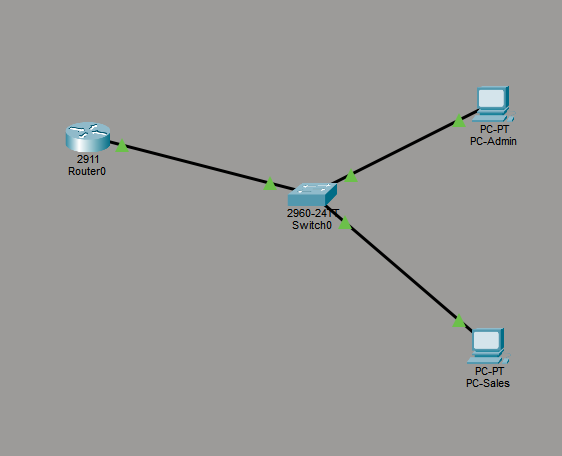 2911
Router0
2960-24TT
Switch0
PC-PT
PC-Admin
PC-PT
PC-Sales